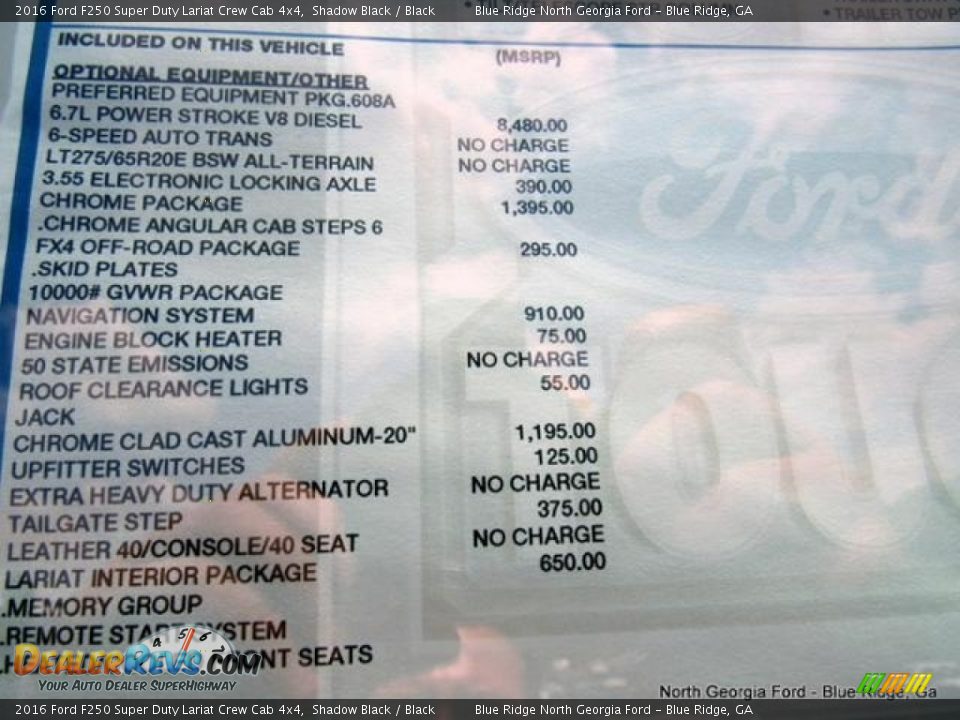 2016 Ford F250 Super Duty Lariat Crew Cab 4x4, Shadow Black / Black Blue Ridge North Georgia Ford - Blue Ridge, GA
• TRAILER TOW
INCLUDED ON THIS VEHICLE (MSRP)
OPTIONAL EQUIPMENT/OTHER
PREFERRED EQUIPMENT PKG.608A
6.7L POWER STROKE V8 DIESEL 8,480.00
6-SPEED AUTO TRANS NO CHARGE
LT275/65R20E BSW ALL-TERRAIN NO CHARGE
3.55 ELECTRONIC LOCKING AXLE 390.00
CHROME PACKAGE 1,395.00
.CHROME ANGULAR CAB STEPS 6
FX4 OFF-ROAD PACKAGE 295.00
.SKID PLATES
10000# GVWR PACKAGE
NAVIGATION SYSTEM 910.00
ENGINE BLOCK HEATER 75.00
50 STATE EMISSIONS NO CHARGE
ROOF CLEARANCE LIGHTS 55.00
JACK
CHROME CLAD CAST ALUMINUM-20" 1,195.00
UPFITTER SWITCHES 125.00
EXTRA HEAVY DUTY ALTERNATOR NO CHARGE
TAILGATE STEP 375.00
LEATHER 40/CONSOLE/40 SEAT NO CHARGE
LARIAT INTERIOR PACKAGE 650.00
.MEMORY GROUP
.REMOTE START SYSTEM
SEATS
Ford
DealerRevs.com
Your Auto Dealer SuperHighway
North Georgia Ford - Blue Ridge, Ga
2016 Ford F250 Super Duty Lariat Crew Cab 4x4, Shadow Black / Black Blue Ridge North Georgia Ford - Blue Ridge, GA